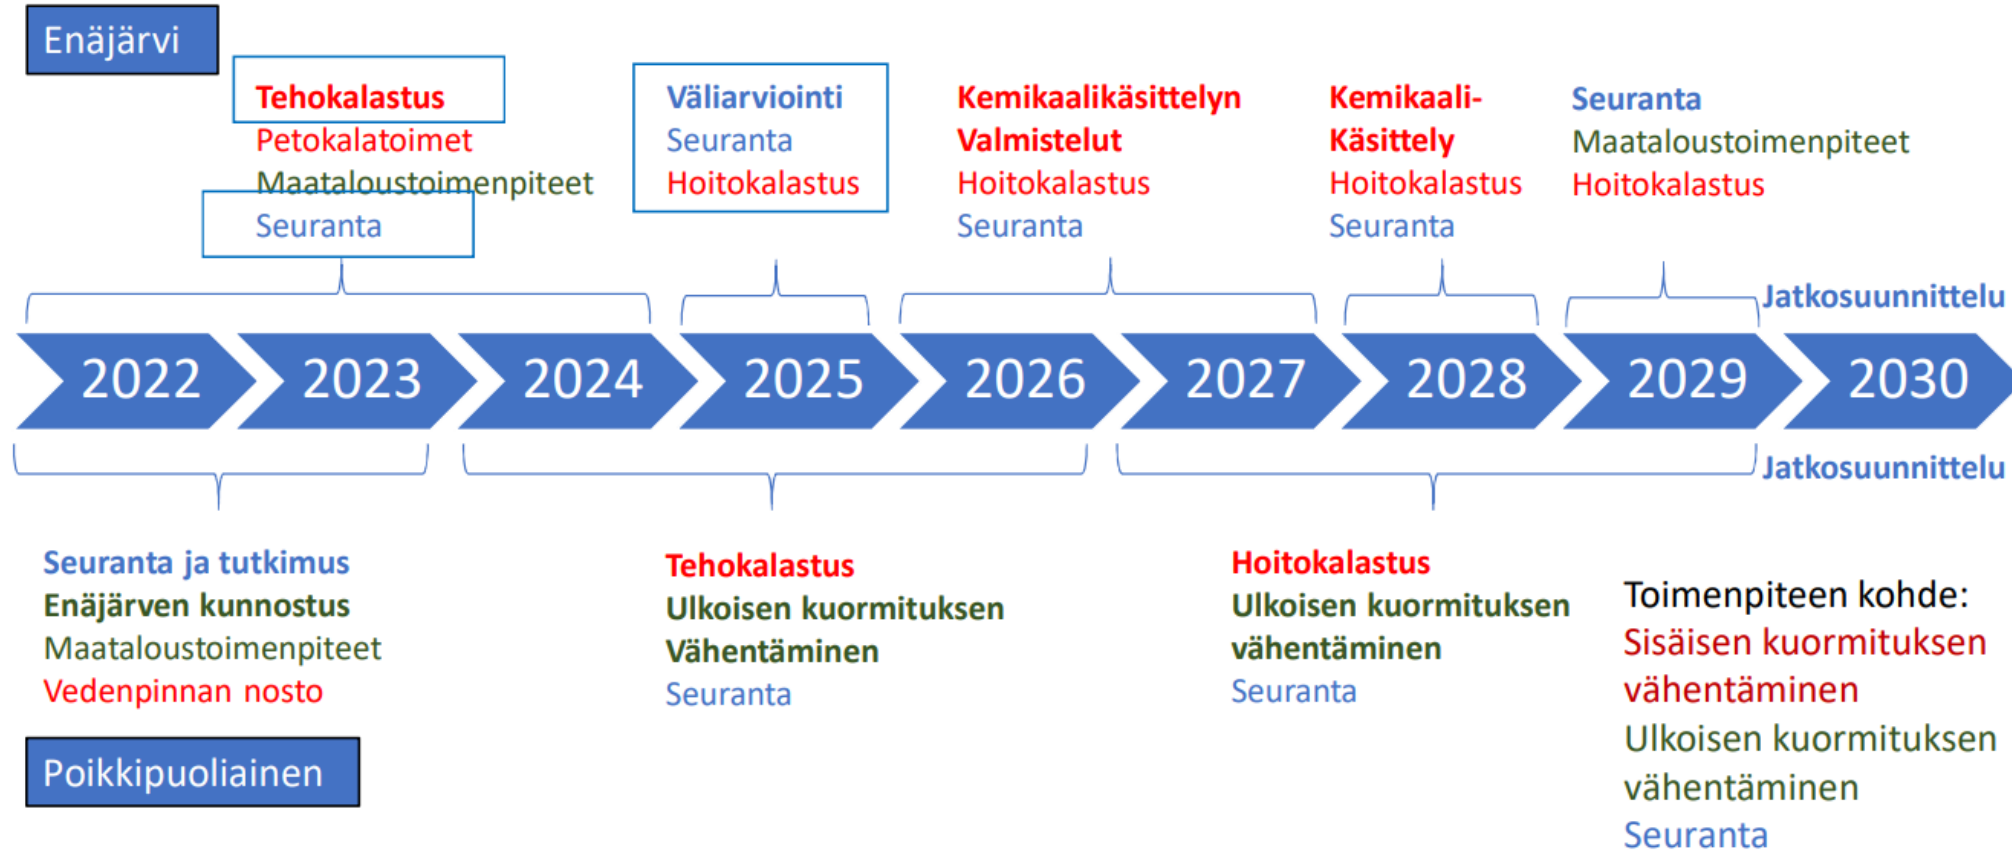 Enäjärvi
Tehokalastus
Petokalatoimet
Maataloustoimenpiteet
Seuranta
Väliarviointi
Seuranta
Hoitokalastus
Kemikaalikäsittelyn
Valmistelut
Hoitokalastus
Seuranta
Kemikaali-
Käsittely
Hoitokalastus
Seuranta
Seuranta
Maataloustoimenpiteet
Hoitokalastus
Jatkosuunnittelu
2022
2023
2024
2025
2026
2027
2028
2029
2030
Jatkosuunnittelu
Seuranta ja tutkimus
Enäjärven kunnostus
Maataloustoimenpiteet
Vedenpinnan nosto
Tehokalastus
Ulkoisen kuormituksen
Vähentäminen
Seuranta
Hoitokalastus
Ulkoisen kuormituksen
vähentäminen
Seuranta
Toimenpiteen kohde:
Sisäisen kuormituksen
vähentäminen
Ulkoisen kuormituksen
vähentäminen
Seuranta
Poikkipuoliainen